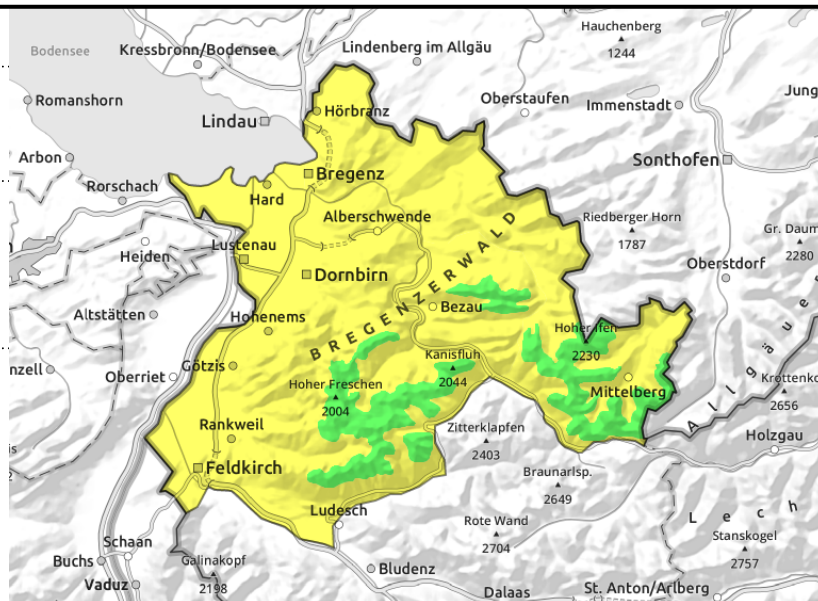 Hauchenberg
1244
Bodensee
Kressbronn/Bodensee
Lindenberg im Allgäu
Romanshorn
Oberstaufen
Immenstadt
Jung
Hörbranz
Lindau
Arbon
Sonthofen
Bregenz
Rorschach
Hard
Alberschwende
Riedberger Horn
1787
Gr. Daum
2280
Heiden
Lustenau
Oberstdorf
Dornbirn
BREGENZERWALD
Bezau
Altstätten
Hohenems
Hoher Ifen
2230
Allgäuer
Götzis
Kanisfluh
2044
nzell
Oberriet
Hoher Freschen
2004
Mittelberg
Krottenko
2656
Rankweil
Zitterklapfen
2403
Holzgau
Feldkirch
Braunarlsp.
2649
Ludesch
Rote Wand
2704
Lech
Stanskogel
2757
Schaan
Buchs
Galinakopf
2198
Bludenz
Vaduz
Dalaas
St. Anton/Arlberg